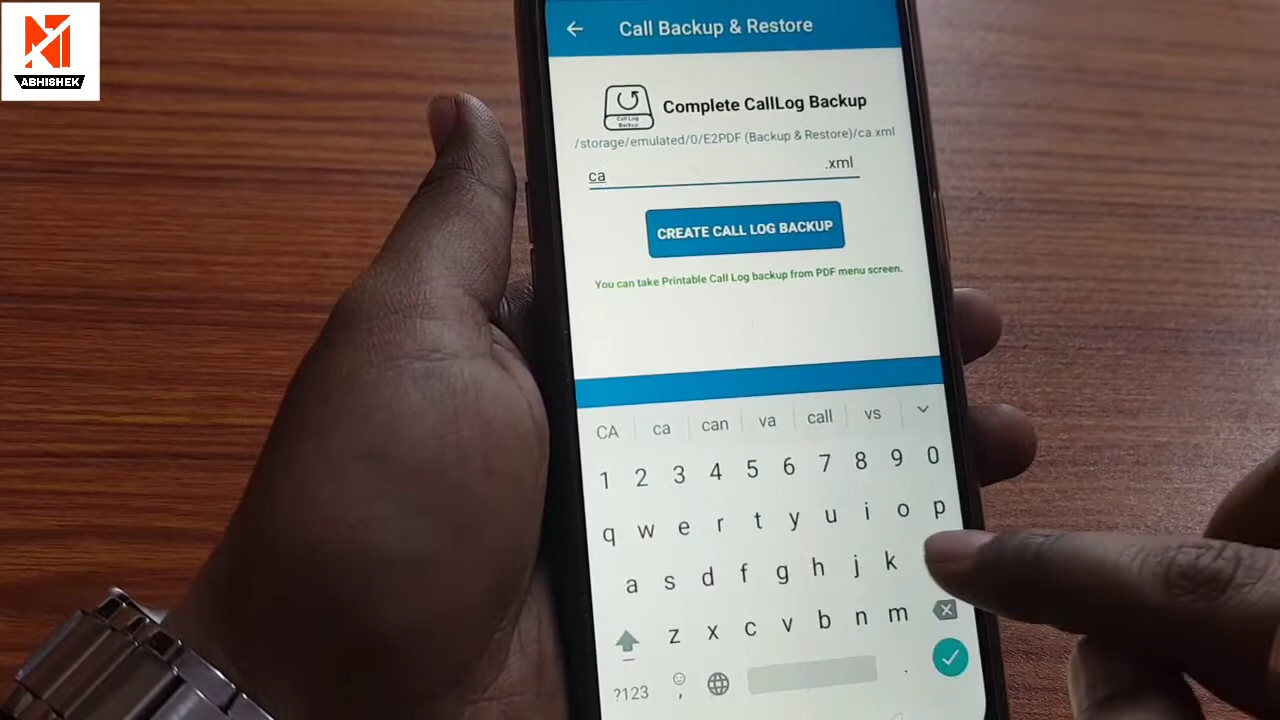 ABHISHEK
Call Backup & Restore
Call Log
Backup
Complete CallLog Backup
/storage/emulated/0/E2PDF (Backup & Restore)/ca.xml
ca .xml
CREATE CALL LOG BACKUP
You can take Printable Call Log backup from PDF menu screen.
CA ca can va call vs
1 2 3 4 5 6 7 8 9 0
q w e r t y u i o p
a s d f g h j k
z x c v b n m
?123 , .